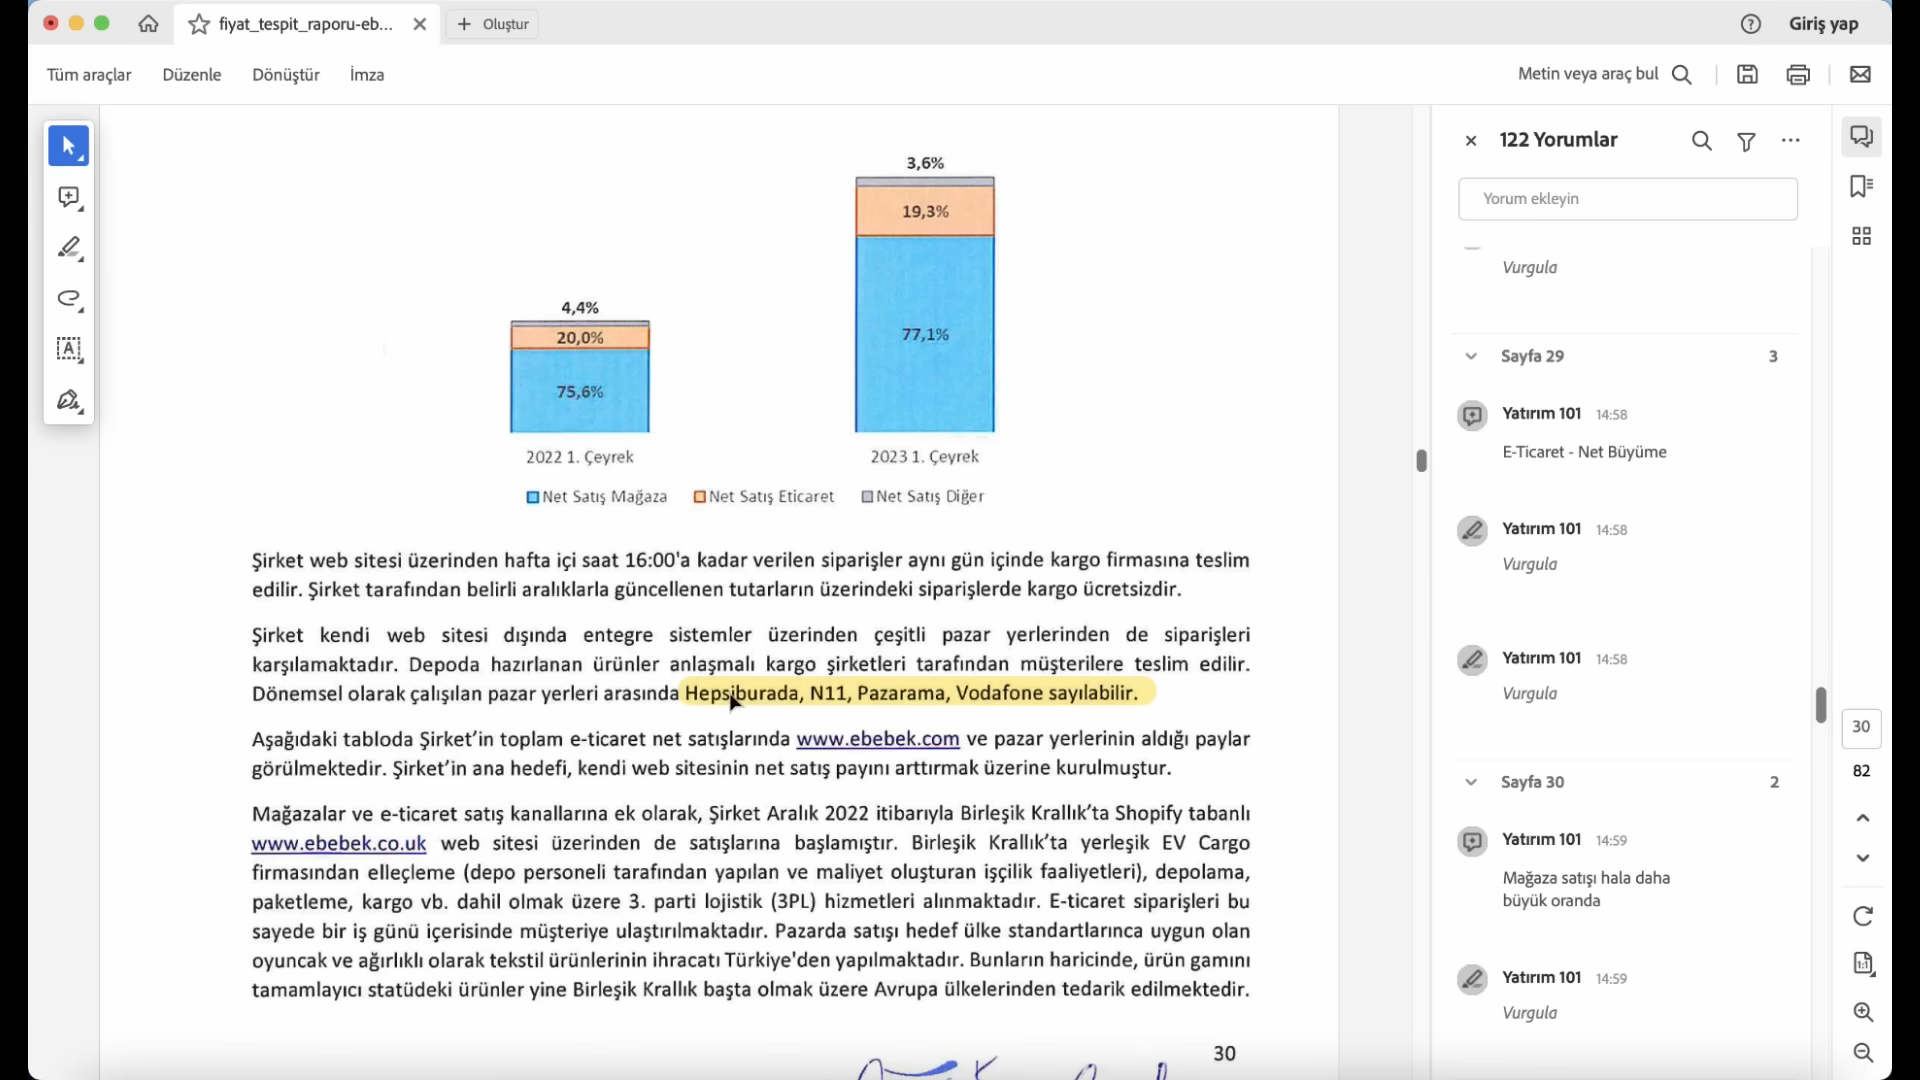 fiyat_tespit_raporu-eb...
Oluştur
Giriş yap
Tüm araçlar
Düzenle
Dönüştür
İmza
Metin veya araç bul
3,6%
19,3%
77,1%
4,4%
20,0%
75,6%
2022 1. Çeyrek
2023 1. Çeyrek
Net Satış Mağaza
Net Satış Eticaret
Net Satış Diğer
Şirket web sitesi üzerinden hafta içi saat 16:00'a kadar verilen siparişler aynı gün içinde kargo firmasına teslim
edilir. Şirket tarafından belirli aralıklarla güncellenen tutarların üzerindeki siparişlerde kargo ücretsizdir.
Şirket kendi web sitesi dışında entegre sistemler üzerinden çeşitli pazar yerlerinden de siparişleri
karşılamaktadır. Depoda hazırlanan ürünler anlaşmalı kargo şirketleri tarafından müşterilere teslim edilir.
Dönemsel olarak çalışılan pazar yerleri arasında Hepsiburada, N11, Pazarama, Vodafone sayılabilir.
Aşağıdaki tabloda Şirket'in toplam e-ticaret net satışlarında www.ebebek.com ve pazar yerlerinin aldığı paylar
görülmektedir. Şirket'in ana hedefi, kendi web sitesinin net satış payını arttırmak üzerine kurulmuştur.
Mağazalar ve e-ticaret satış kanallarına ek olarak, Şirket Aralık 2022 itibarıyla Birleşik Krallık'ta Shopify tabanlı
www.ebebek.co.uk web sitesi üzerinden de satışlarına başlamıştır. Birleşik Krallık'ta yerleşik EV Cargo
firmasından elleçleme (depo personeli tarafından yapılan ve maliyet oluşturan işçilik faaliyetleri), depolama,
paketleme, kargo vb. dahil olmak üzere 3. parti lojistik (3PL) hizmetleri alınmaktadır. E-ticaret siparişleri bu
sayede bir iş günü içerisinde müşteriye ulaştırılmaktadır. Pazarda satışı hedef ülke standartlarınca uygun olan
oyuncak ve ağırlıklı olarak tekstil ürünlerinin ihracatı Türkiye'den yapılmaktadır. Bunların haricinde, ürün gamını
tamamlayıcı statüdeki ürünler yine Birleşik Krallık başta olmak üzere Avrupa ülkelerinden tedarik edilmektedir.
30
122 Yorumlar
Yorum ekleyin
Vurgula
Sayfa 29
3
Yatırım 101 14:58
E-Ticaret - Net Büyüme
Yatırım 101 14:58
Vurgula
Yatırım 101 14:58
Vurgula
Sayfa 30
2
Yatırım 101 14:59
Mağaza satışı hala daha
büyük oranda
Yatırım 101 14:59
Vurgula
30
82
1:1